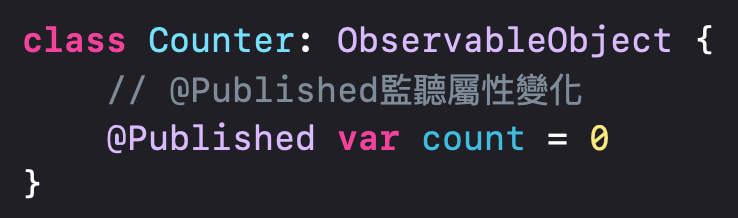 class Counter: ObservableObject {
    // @Published監聽屬性變化
    @Published var count = 0
}